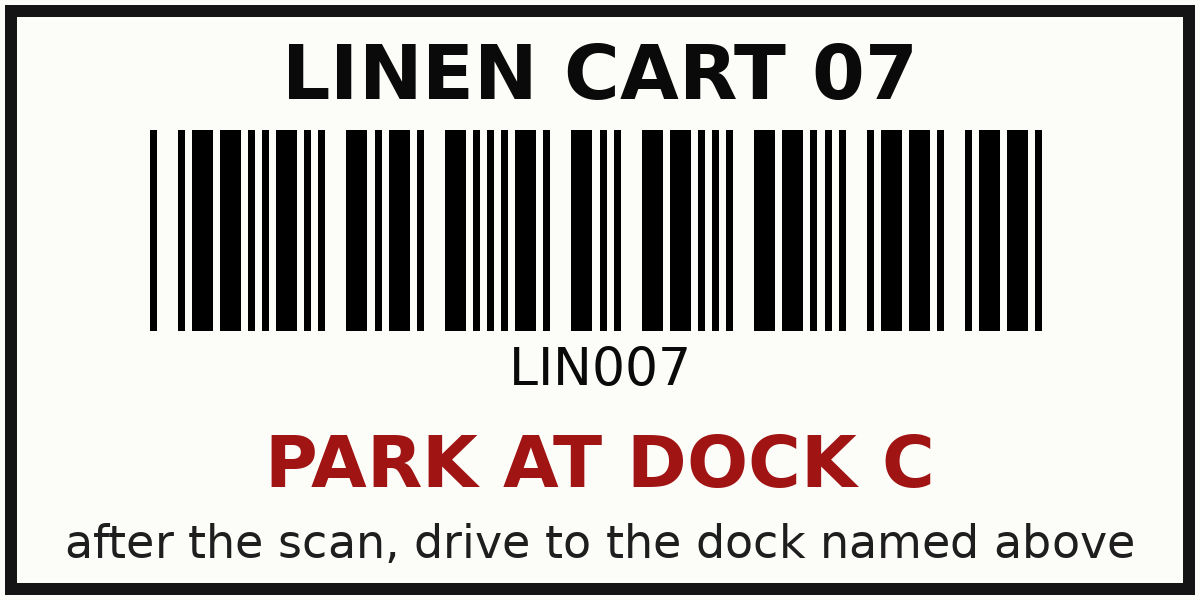 LINEN CART 07
LIN007
PARK AT DOCK C
after the scan, drive to the dock named above